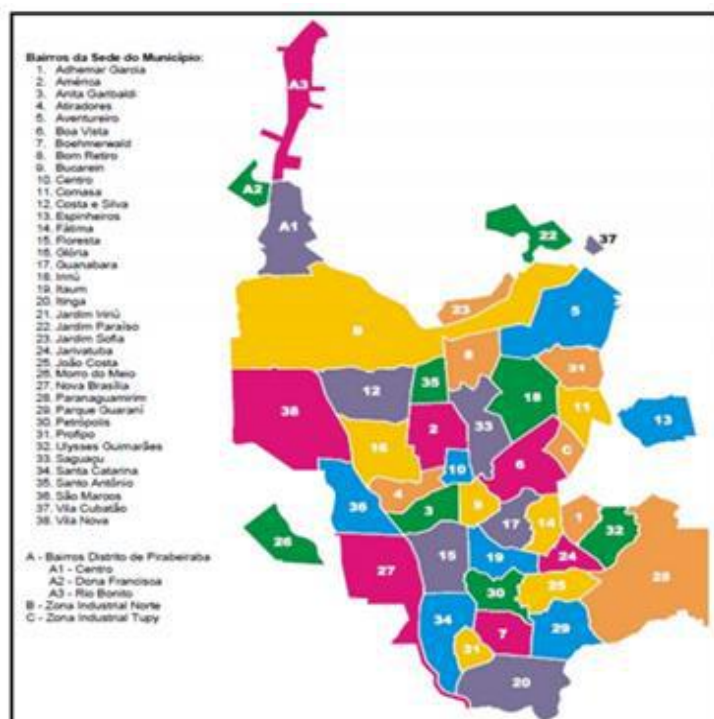 Bairros da Sede do Município:
1. Adhemar Garcia
2. América
3. Anita Garibaldi
4. Atiradores
5. Aventureiro
6. Boa Vista
7. Boehmerwald
8. Bom Retiro
9. Bucarein
10. Centro
11. Comasa
12. Costa e Silva
13. Espinheiros
14. Fátima
15. Floresta
16. Glória
17. Guanabara
18. Iririú
19. Itaum
20. Itinga
21. Jardim Iririú
22. Jardim Paraíso
23. Jardim Sofia
24. Jarivatuba
25. João Costa
26. Morro do Meio
27. Nova Brasília
28. Paranaguamirim
29. Parque Guaraní
30. Petrópolis
31. Profipo
32. Ulysses Guimarães
33. Saguaçu
34. Santa Catarina
35. Santo Antônio
36. São Marcos
37. Vila Cubatão
38. Vila Nova
A - Bairros Distrito de Pirabeiraba
A1 - Centro
A2 - Dona Francisca
A3 - Rio Bonito
B - Zona Industrial Norte
C - Zona Industrial Tupy
A3
A2
A1
22
37
23
5
B
8
21
35
12
18
38
11
13
2
33
16
C
10
6
4
9
36
3
17
14
1
32
26
15
19
24
28
27
30
25
34
7
29
31
20